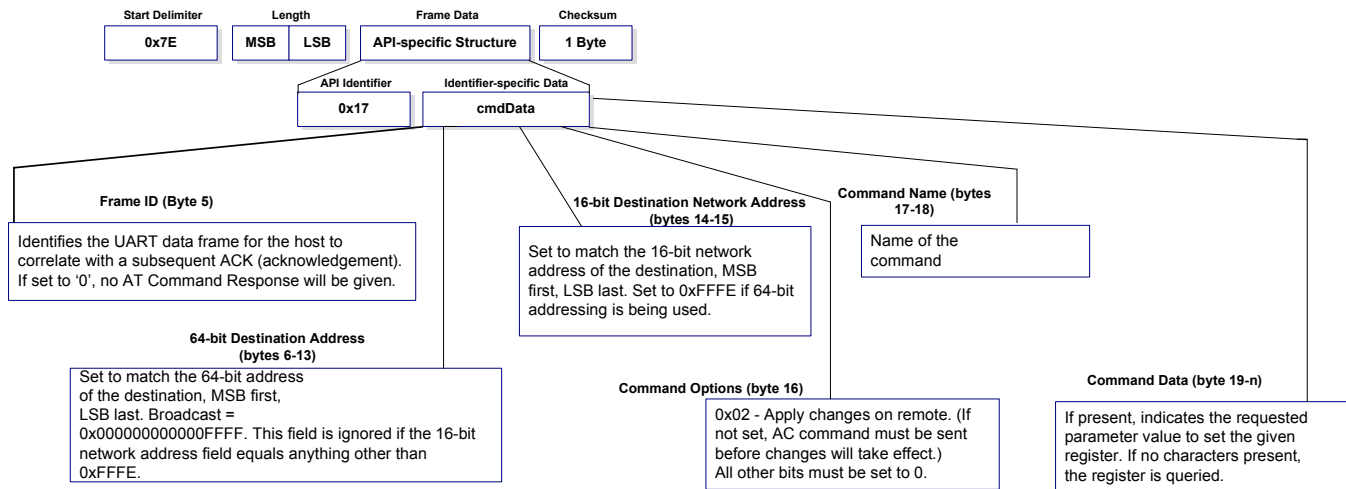 Start Delimiter
Length
Frame Data
Checksum
0x7E
MSB
LSB
API-specific Structure
1 Byte
API Identifier
Identifier-specific Data
0x17
cmdData
Frame ID (Byte 5)
Identifies the UART data frame for the host to
correlate with a subsequent ACK (acknowledgement).
If set to ‘0’, no AT Command Response will be given.
64-bit Destination Address
(bytes 6-13)
Set to match the 64-bit address
of the destination, MSB first,
LSB last. Broadcast =
0x000000000000FFFF. This field is ignored if the 16-bit
network address field equals anything other than
0xFFFE.
16-bit Destination Network Address
(bytes 14-15)
Set to match the 16-bit network
address of the destination, MSB
first, LSB last. Set to 0xFFFE if 64-bit
addressing is being used.
Command Options (byte 16)
0x02 - Apply changes on remote. (If
not set, AC command must be sent
before changes will take effect.)
All other bits must be set to 0.
Command Name (bytes
17-18)
Name of the
command
Command Data (byte 19-n)
If present, indicates the requested
parameter value to set the given
register. If no characters present,
the register is queried.